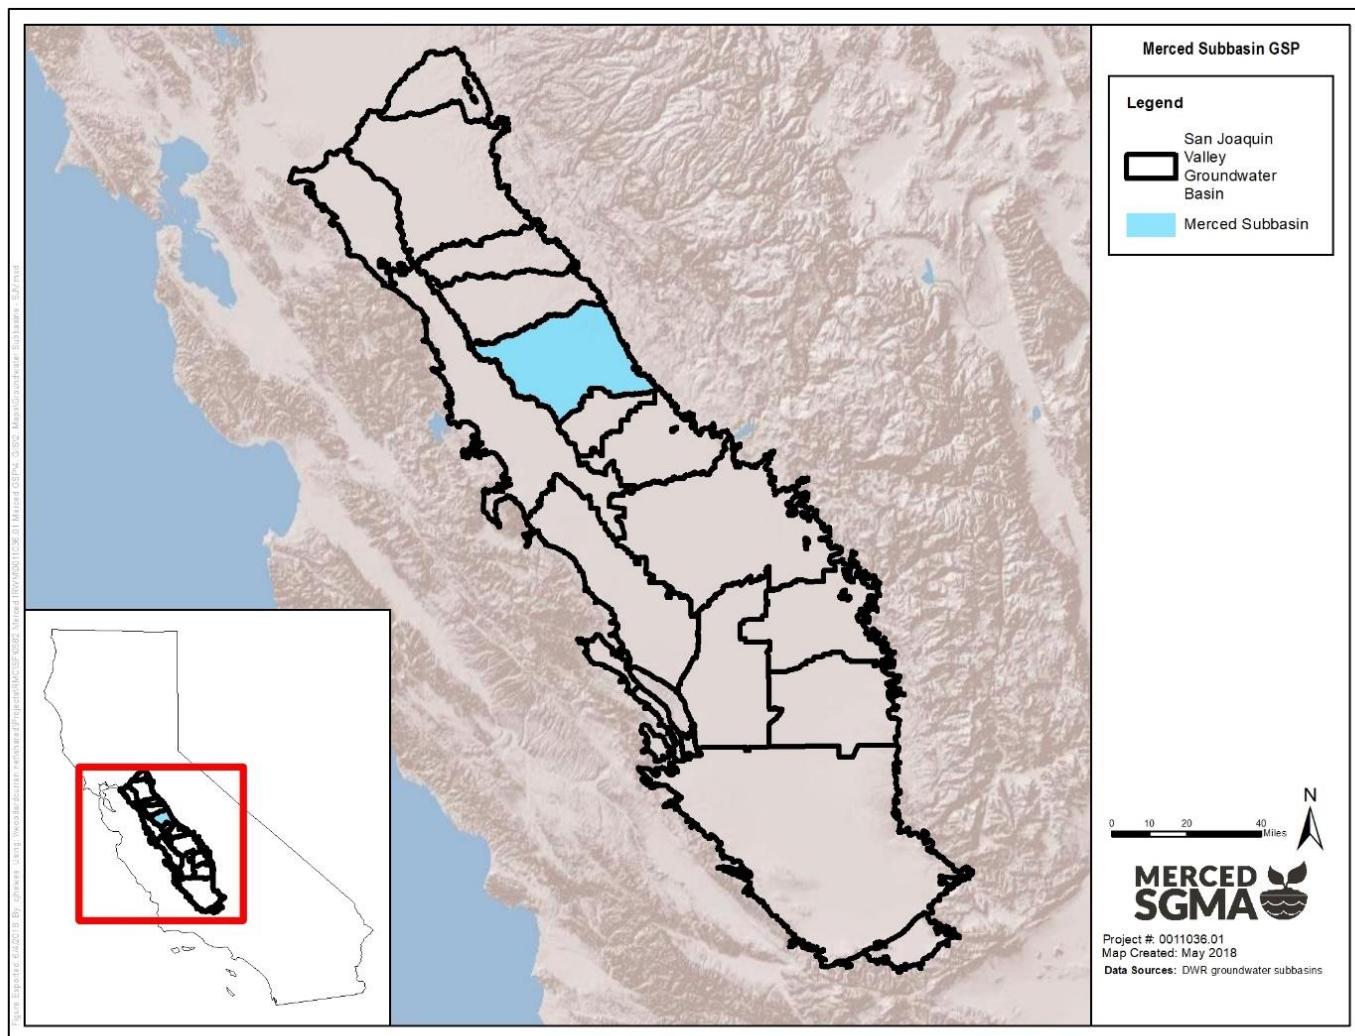 Merced Subbasin GSP
Legend
San Joaquin
Valley
Groundwater
Basin
Merced Subbasin
N
0 10 20 40
Miles
MERCED
SGMA
Project #: 0011036.01
Map Created: May 2018
Data Sources: DWR groundwater subbasins